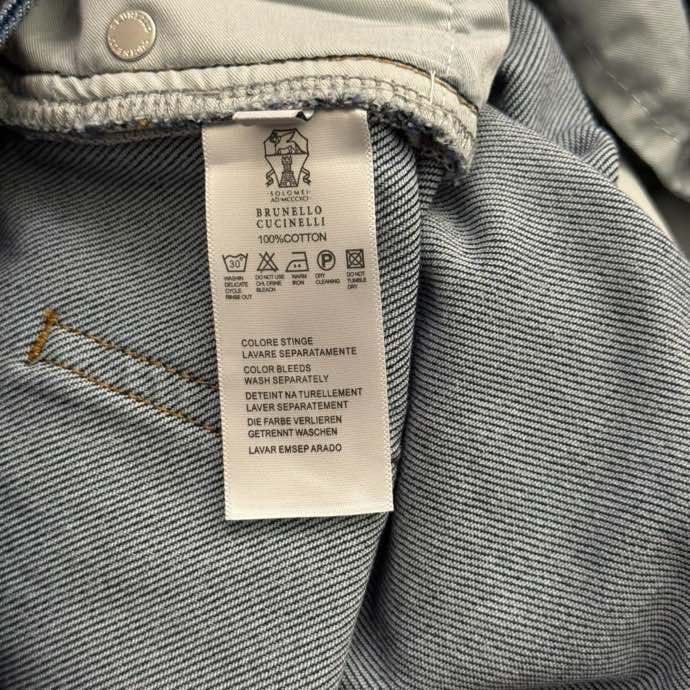 SOLOMEI
AD·MCCCXCI
BRUNELLO
CUCINELLI
100%COTTON
30°
P
WASHIN
DELICATE
CYCLE
RINSE OUT
DO NOT USE
CHLORINE
BLEACH
WARM
IRON
DRY
CLEANING
DO NOT
TUMBLE
DRY
COLORE STINGE
LAVARE SEPARATAMENTE
COLOR BLEEDS
WASH SEPARATELY
DETEINT NA TURELLEMENT
LAVER SEPARETEMENT
DIE FARBE VERLIEREN
GETRENNT WASCHEN
LAVAR EMSEP ARADO